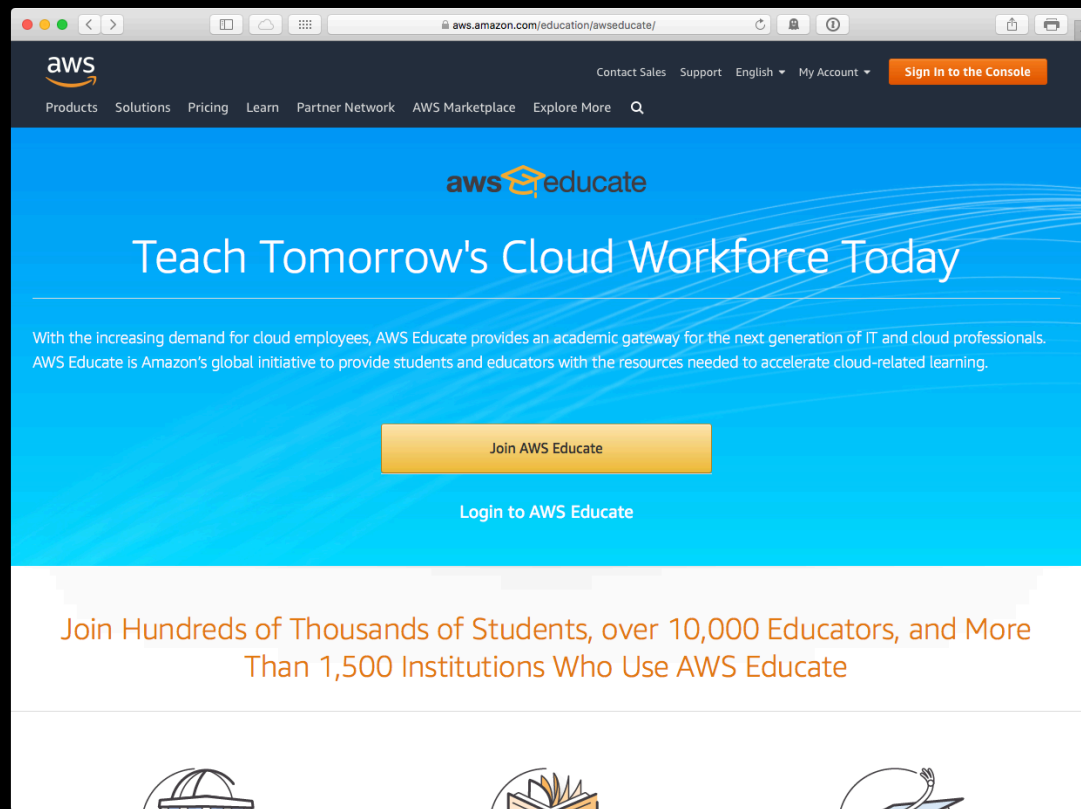 aws.amazon.com/education/awseducate/
aws
Contact Sales Support English My Account Sign In to the Console
Products Solutions Pricing Learn Partner Network AWS Marketplace Explore More
aws educate
Teach Tomorrow's Cloud Workforce Today
With the increasing demand for cloud employees, AWS Educate provides an academic gateway for the next generation of IT and cloud professionals.
AWS Educate is Amazon's global initiative to provide students and educators with the resources needed to accelerate cloud-related learning.
Join AWS Educate
Login to AWS Educate
Join Hundreds of Thousands of Students, over 10,000 Educators, and More
Than 1,500 Institutions Who Use AWS Educate